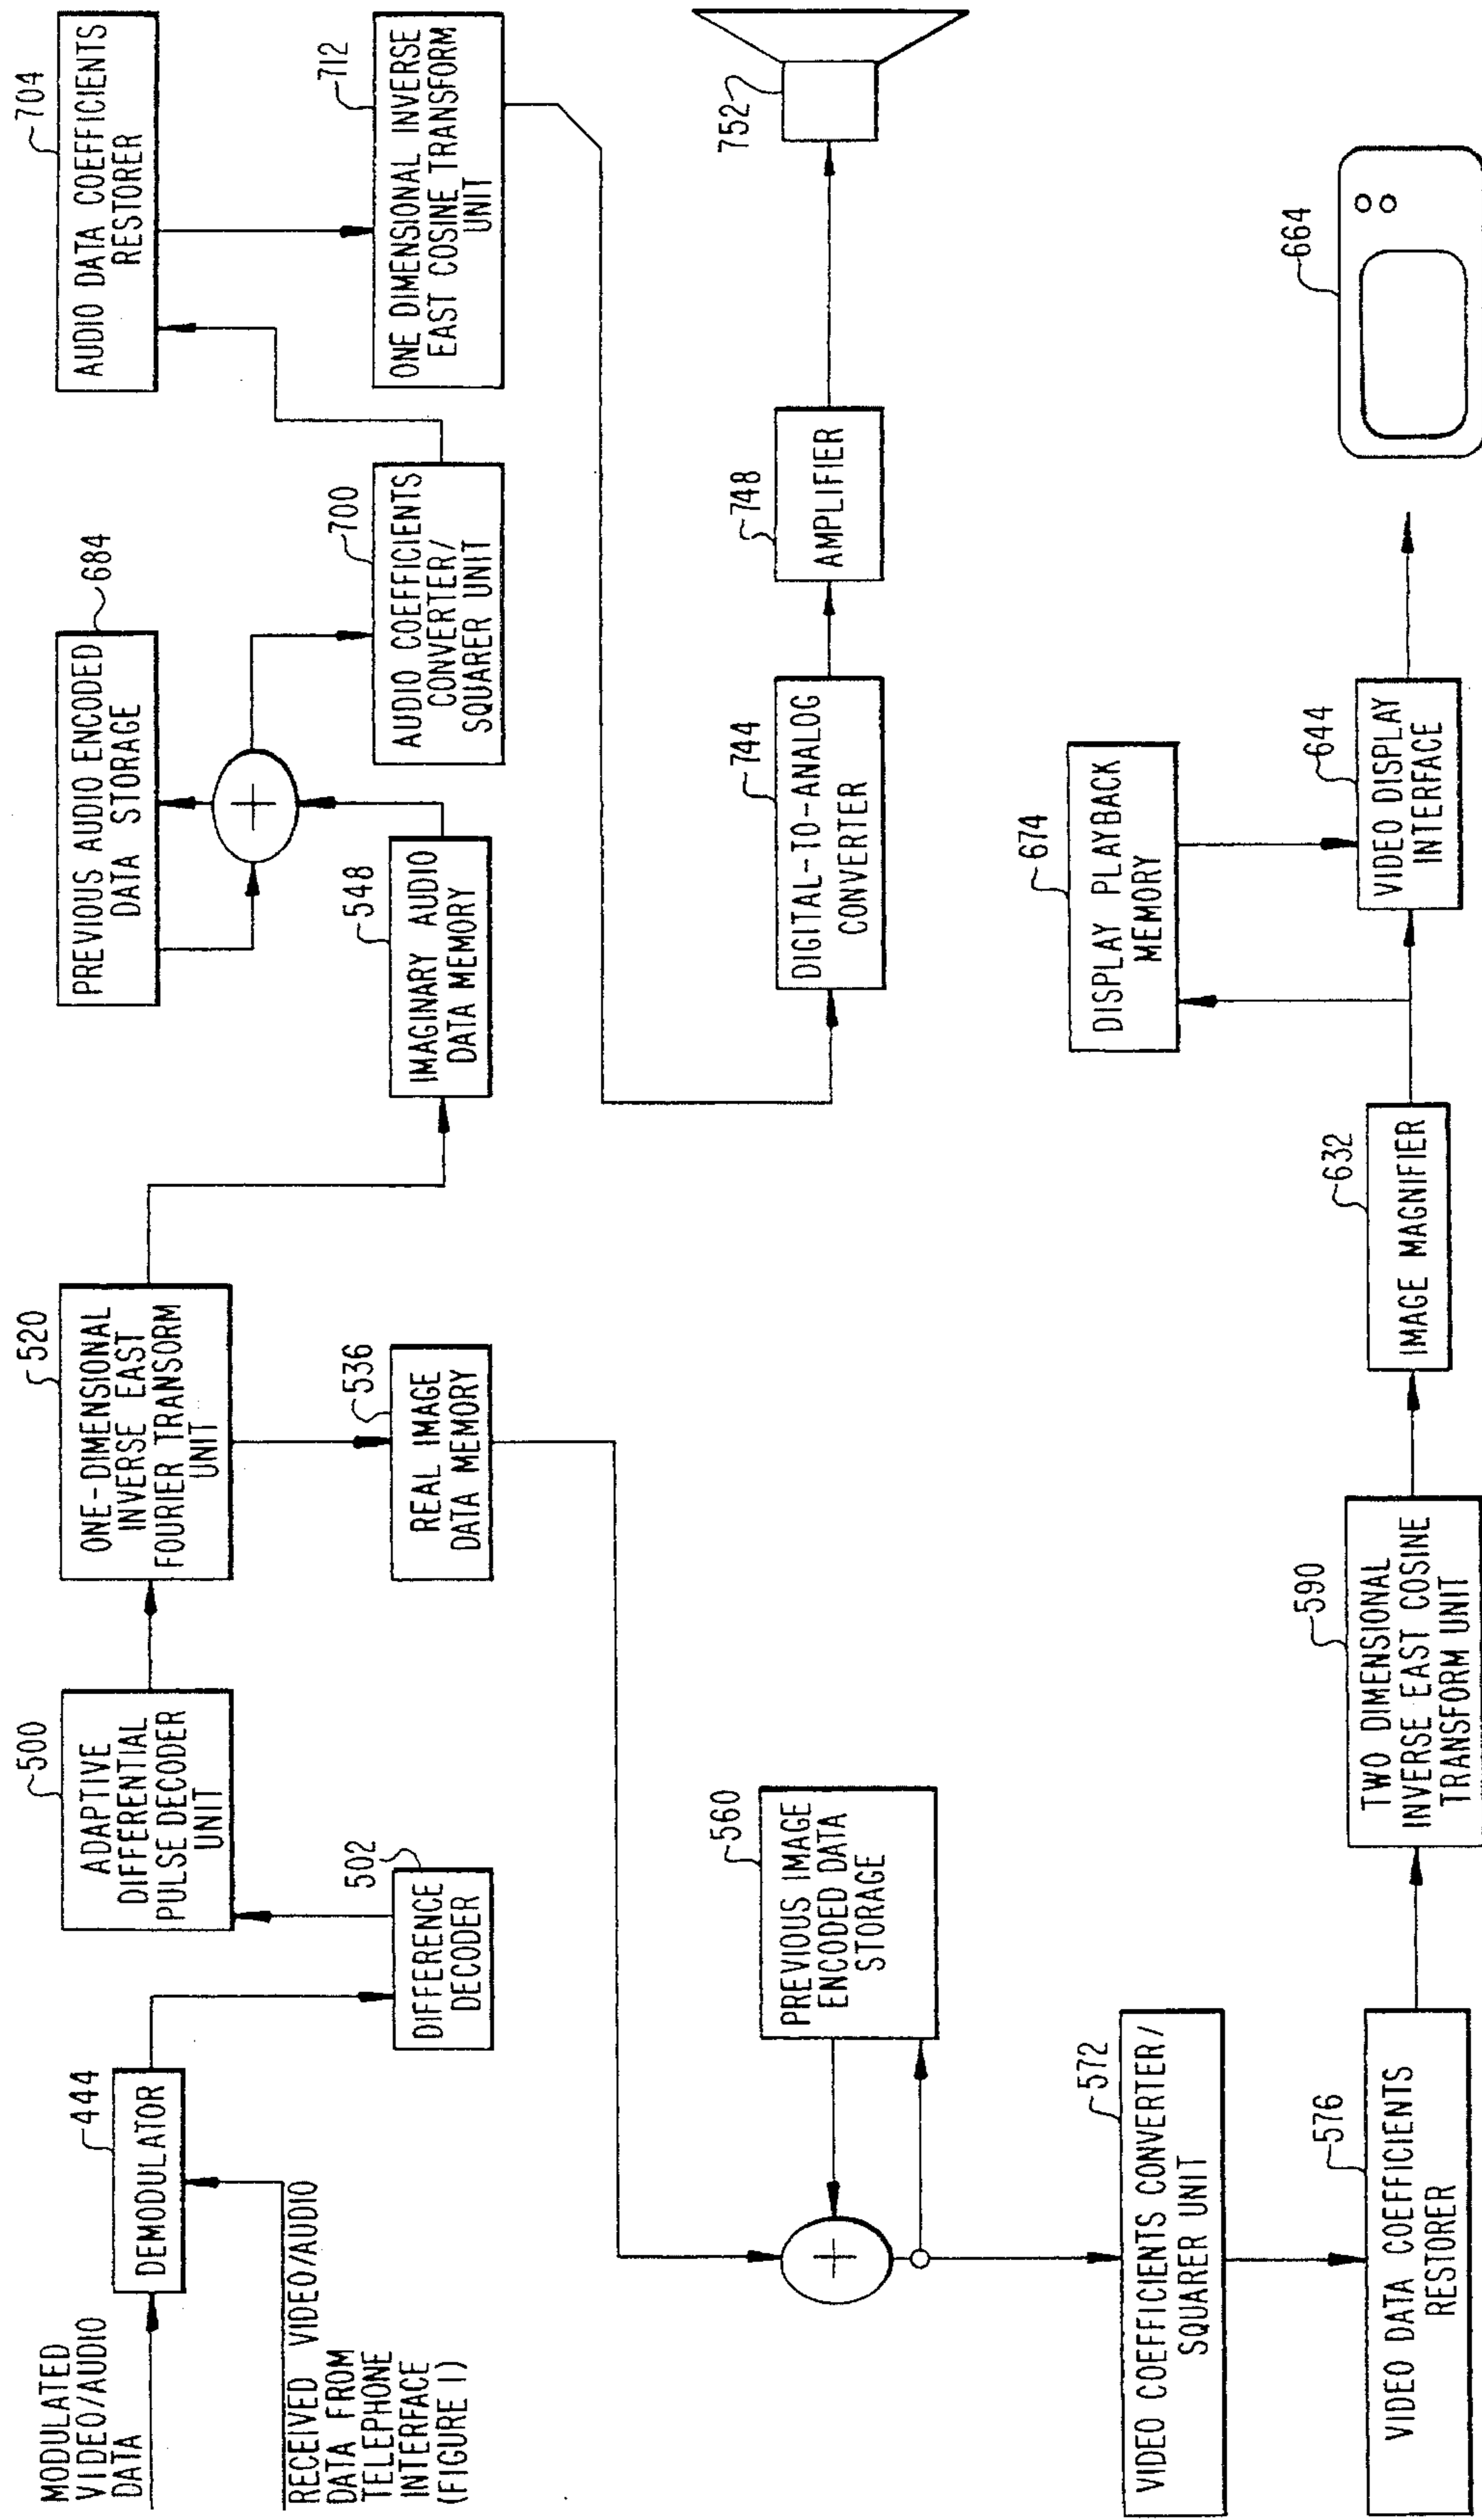 MODULATED
VIDEO/AUDIO
DATA
RECEIVED VIDEO/AUDIO
DATA FROM
TELEPHONE
INTERFACE
(FIGURE 1)
444
DEMODULATOR
502
DIFFERENCE
DECODER
500
ADAPTIVE
DIFFERENTIAL
PULSE DECODER
UNIT
520
ONE-DIMENSIONAL
INVERSE EAST
FOURIER TRANSORM
UNIT
536
REAL IMAGE
DATA MEMORY
548
IMAGINARY AUDIO
DATA MEMORY
684
PREVIOUS AUDIO ENCODED
DATA STORAGE
+
700
AUDIO COEFFICIENTS
CONVERTER/
SQUARER UNIT
704
AUDIO DATA COEFFICIENTS
RESTORER
712
ONE DIMENSIONAL INVERSE
EAST COSINE TRANSFORM
UNIT
744
DIGITAL-TO-ANALOG
CONVERTER
748
AMPLIFIER
752
560
PREVIOUS IMAGE
ENCODED DATA
STORAGE
+
572
VIDEO COEFFICIENTS CONVERTER/
SQUARER UNIT
576
VIDEO DATA COEFFICIENTS
RESTORER
590
TWO DIMENSIONAL
INVERSE EAST COSINE
TRANSFORM UNIT
632
IMAGE MAGNIFIER
674
DISPLAY PLAYBACK
MEMORY
644
VIDEO DISPLAY
INTERFACE
664